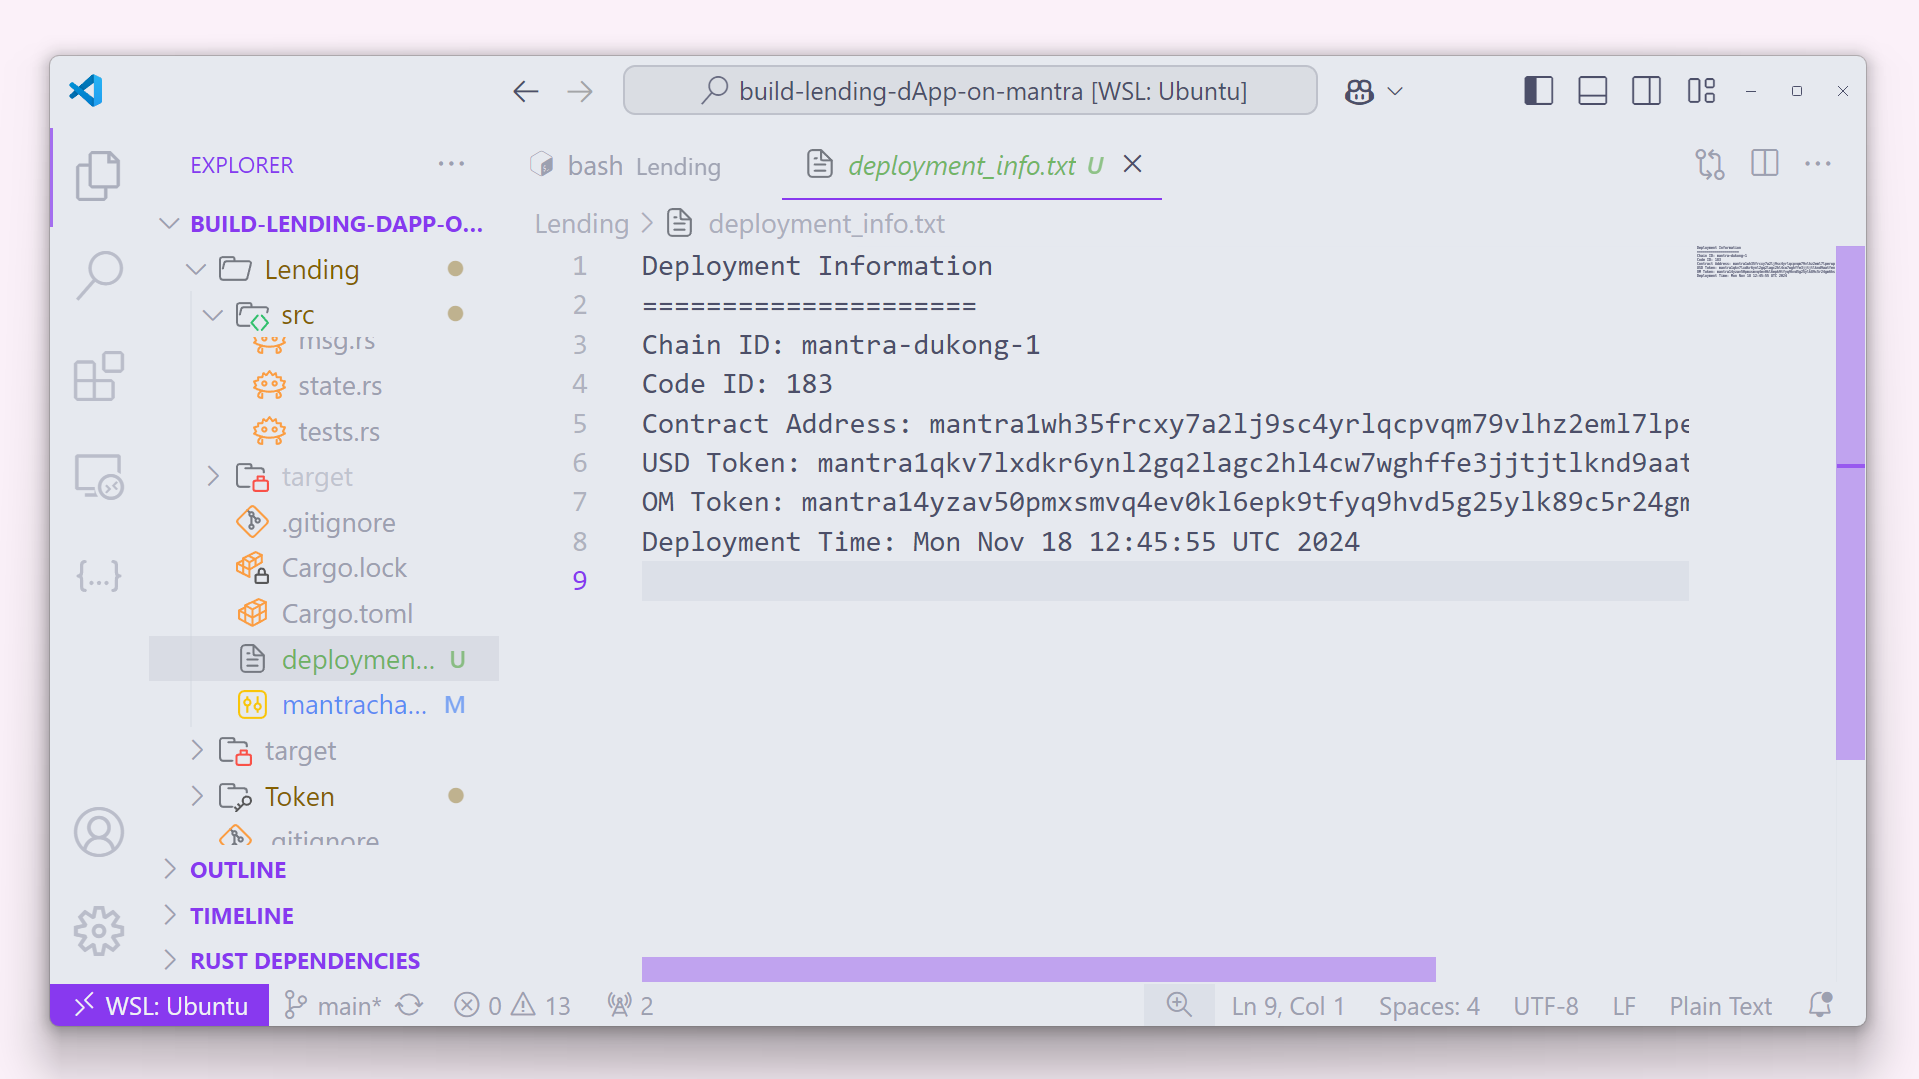 build-lending-dApp-on-mantra [WSL: Ubuntu]
EXPLORER
bash Lending
deployment_info.txt U
BUILD-LENDING-DAPP-O...
Lending
src
msg.rs
state.rs
tests.rs
target
.gitignore
Cargo.lock
Cargo.toml
deploymen... U
mantracha... M
target
Token
.gitignore
OUTLINE
TIMELINE
RUST DEPENDENCIES
Lending > deployment_info.txt
1 Deployment Information
2 =====================
3 Chain ID: mantra-dukong-1
4 Code ID: 183
5 Contract Address: mantra1wh35frcxy7a2lj9sc4yrlqcpvqm79vlhz2eml7lpe
6 USD Token: mantra1qkv7lxdkr6ynl2gq2lagc2hl4cw7wghffe3jjtjtlknd9aat
7 OM Token: mantra14yzav50pmxsmvq4ev0kl6epk9tfyq9hvd5g25ylk89c5r24gm
8 Deployment Time: Mon Nov 18 12:45:55 UTC 2024
9
WSL: Ubuntu main* 0 13 2 Ln 9, Col 1 Spaces: 4 UTF-8 LF Plain Text